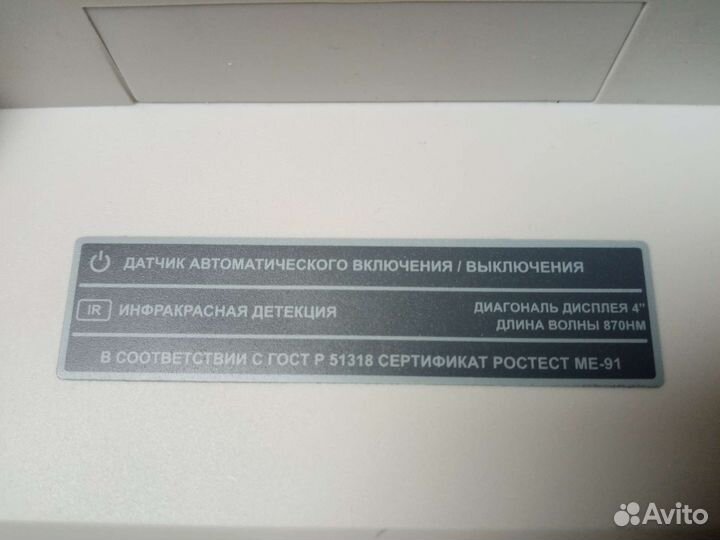 ДАТЧИК АВТОМАТИЧЕСКОГО ВКЛЮЧЕНИЯ / ВЫКЛЮЧЕНИЯ
IR ИНФРАКРАСНАЯ ДЕТЕКЦИЯ
ДИАГОНАЛЬ ДИСПЛЕЯ 4"
ДЛИНА ВОЛНЫ 870НМ
В СООТВЕТСТВИИ С ГОСТ Р 51318 СЕРТИФИКАТ РОСТЕСТ МЕ-91
Avito